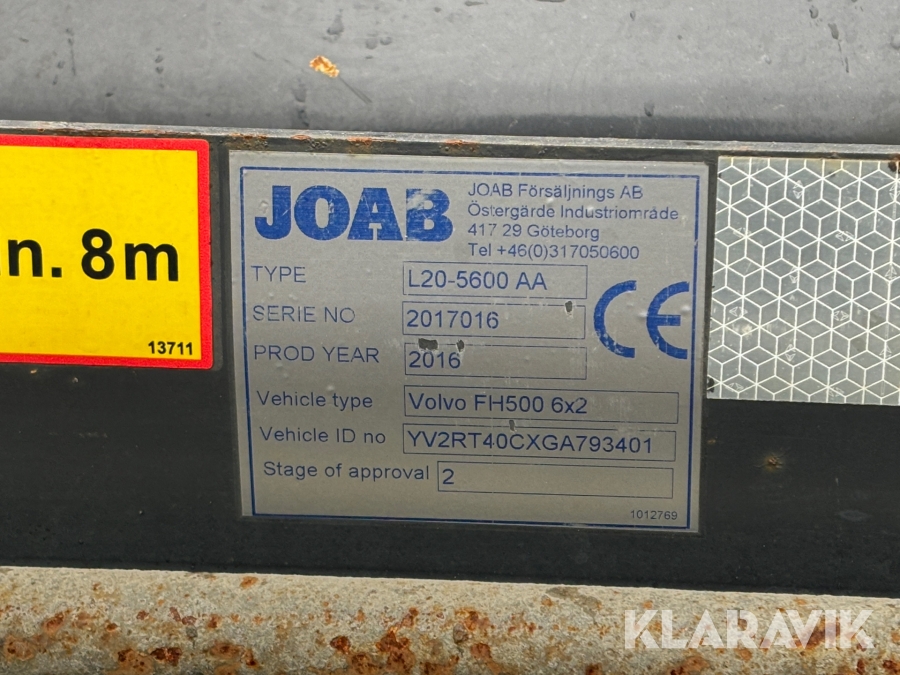 n. 8m
13711
JOAB
JOAB Försäljnings AB
Östergärde Industriområde
417 29 Göteborg
Tel +46(0)317050600
TYPE L20-5600 AA
SERIE NO 2017016
PROD YEAR 2016
CE
Vehicle type Volvo FH500 6x2
Vehicle ID no YV2RT40CXGA793401
Stage of approval 2
1012769
KLARAVIK